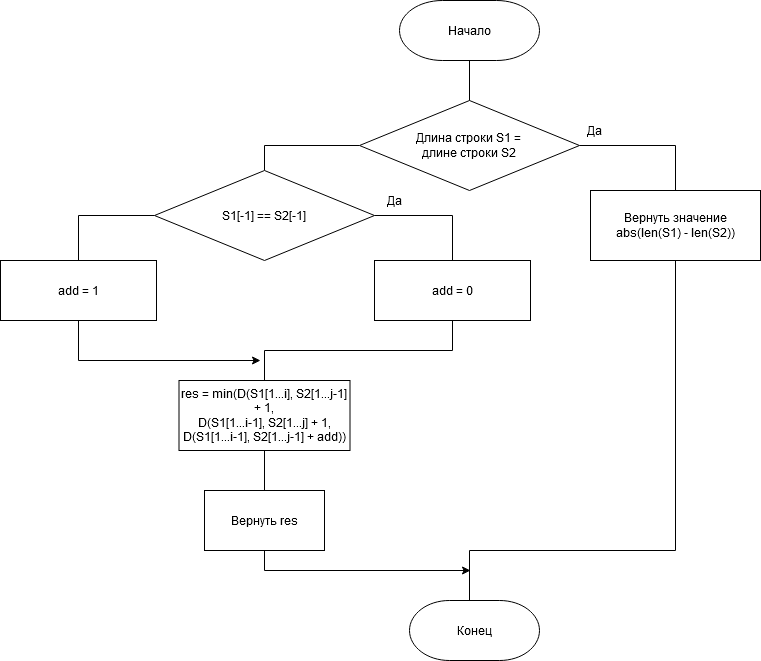 Начало
Длина строки S1 =
длине строки S2
Да
S1[-1] == S2[-1]
Да
Вернуть значение
abs(len(S1) - len(S2))
add = 1
add = 0
res = min(D(S1[1...i], S2[1...j-1]
+ 1,
D(S1[1...i-1], S2[1...j] + 1,
D(S1[1...i-1], S2[1...j-1] + add))
Вернуть res
Конец